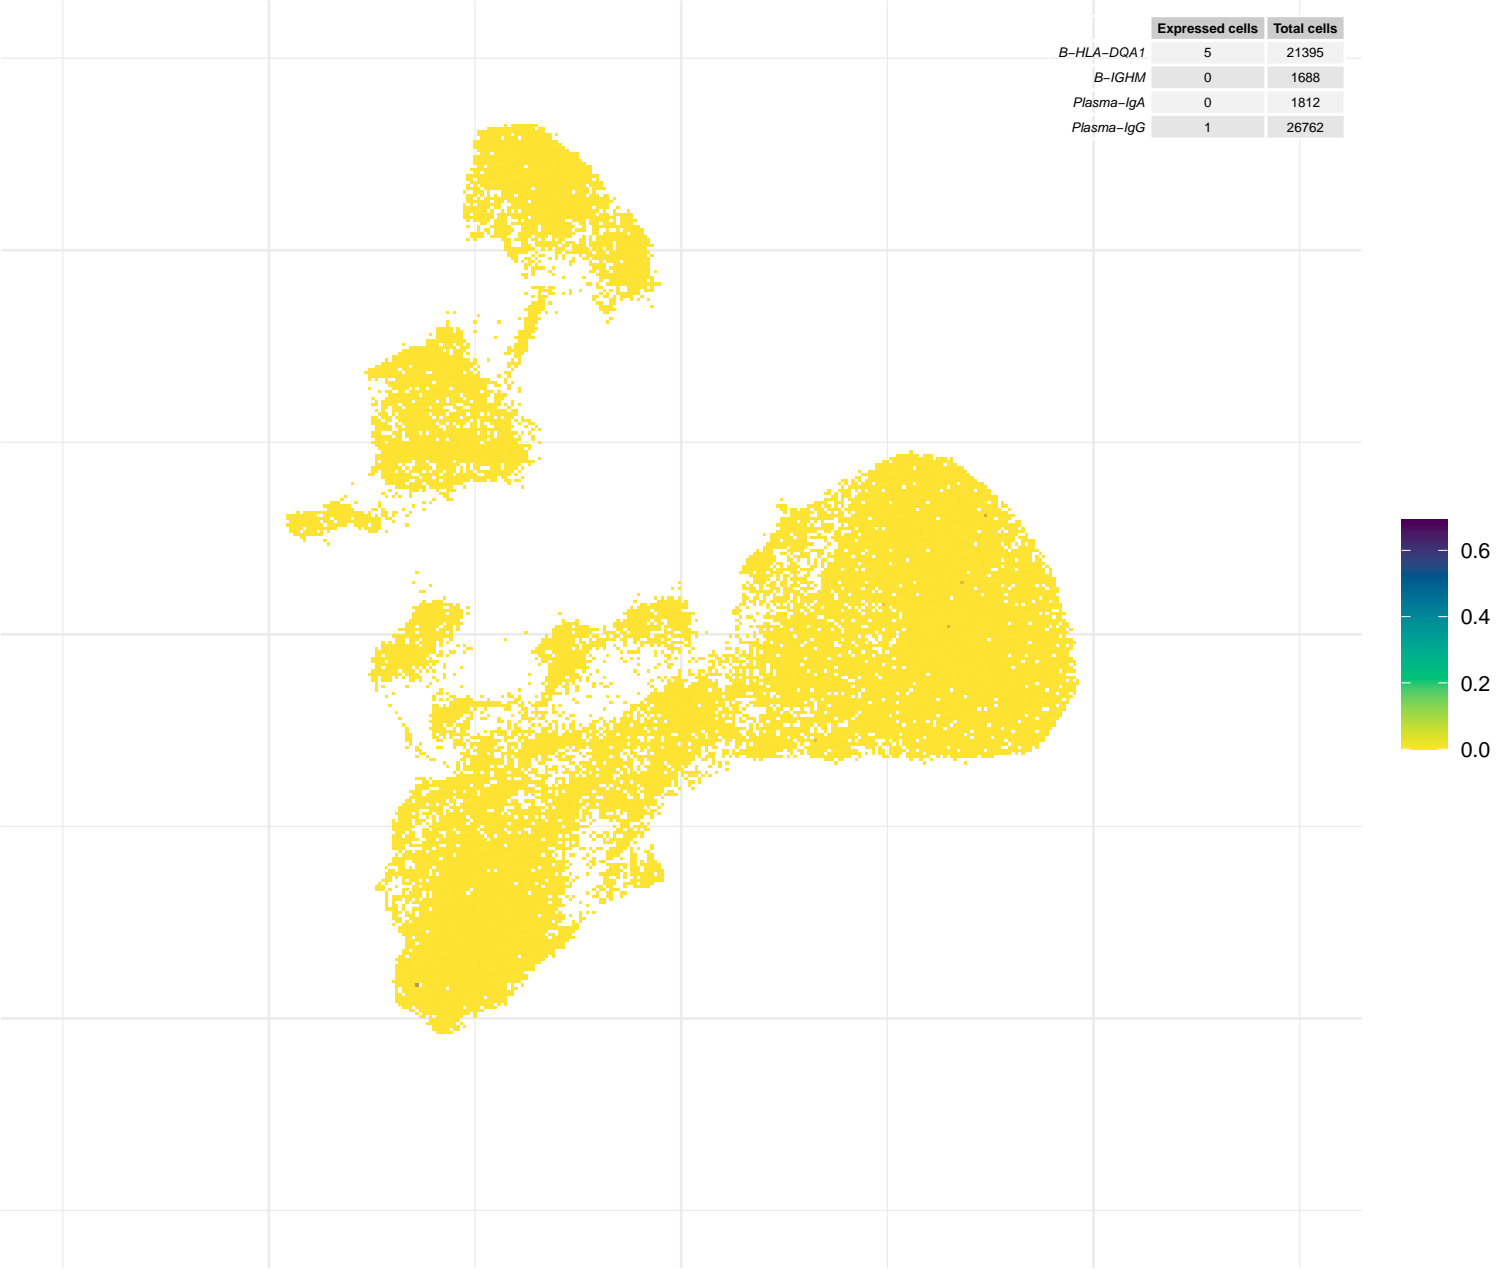 Expressed cells Total cells
B−HLA−DQA1 5 21395
B−IGHM 0 1688
Plasma−IgA 0 1812
Plasma−IgG 1 26762
0.6
0.4
0.2
0.0